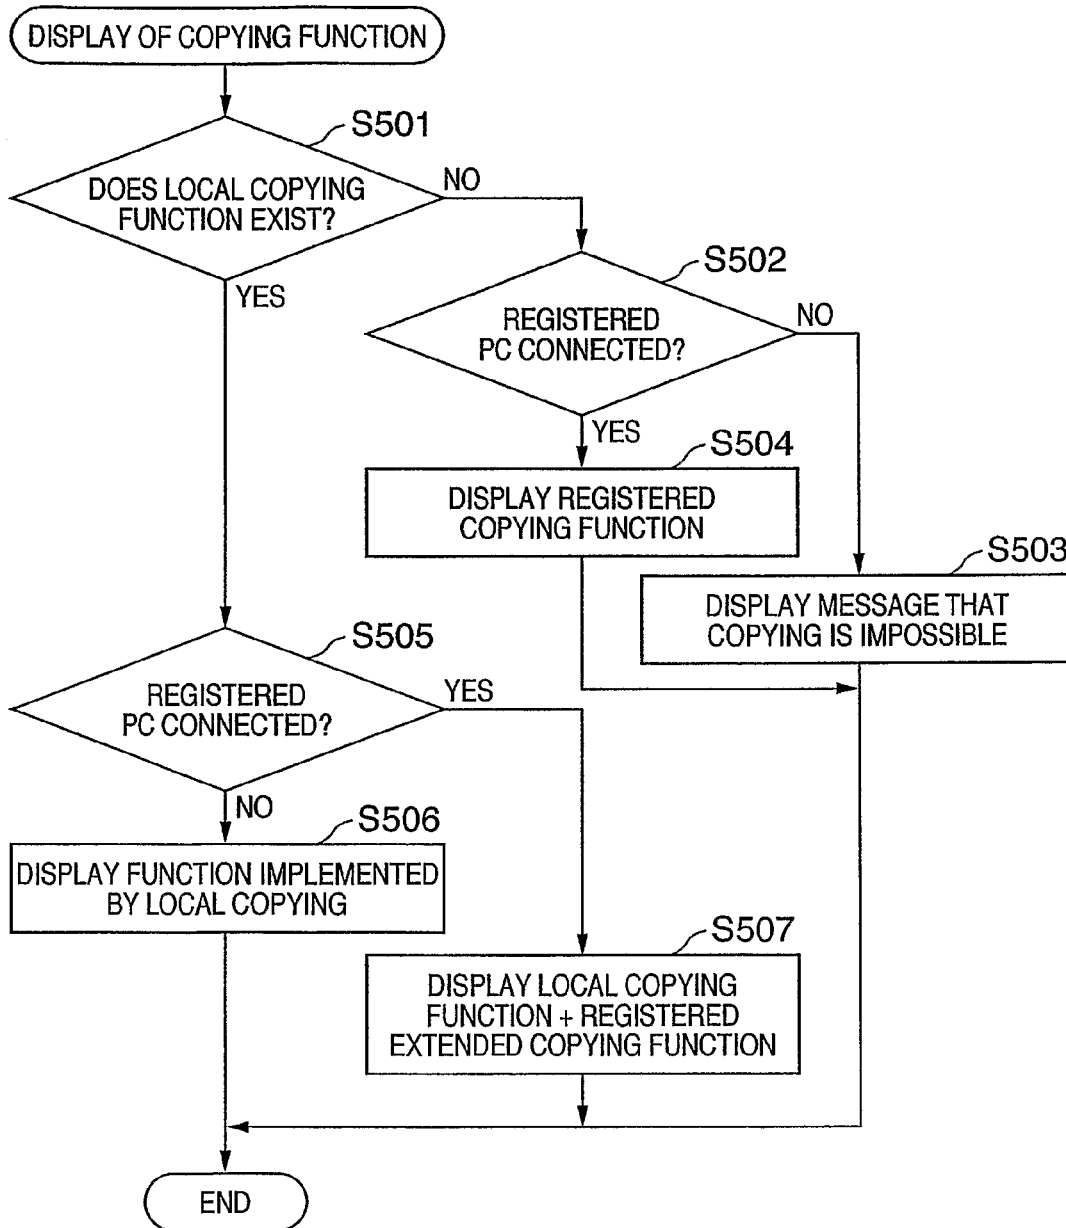 DISPLAY OF COPYING FUNCTION
S501
DOES LOCAL COPYING
FUNCTION EXIST?
NO
YES
S502
REGISTERED
PC CONNECTED?
NO
YES
S504
DISPLAY REGISTERED
COPYING FUNCTION
S503
DISPLAY MESSAGE THAT
COPYING IS IMPOSSIBLE
S505
REGISTERED
PC CONNECTED?
YES
NO
S506
DISPLAY FUNCTION IMPLEMENTED
BY LOCAL COPYING
S507
DISPLAY LOCAL COPYING
FUNCTION + REGISTERED
EXTENDED COPYING FUNCTION
END